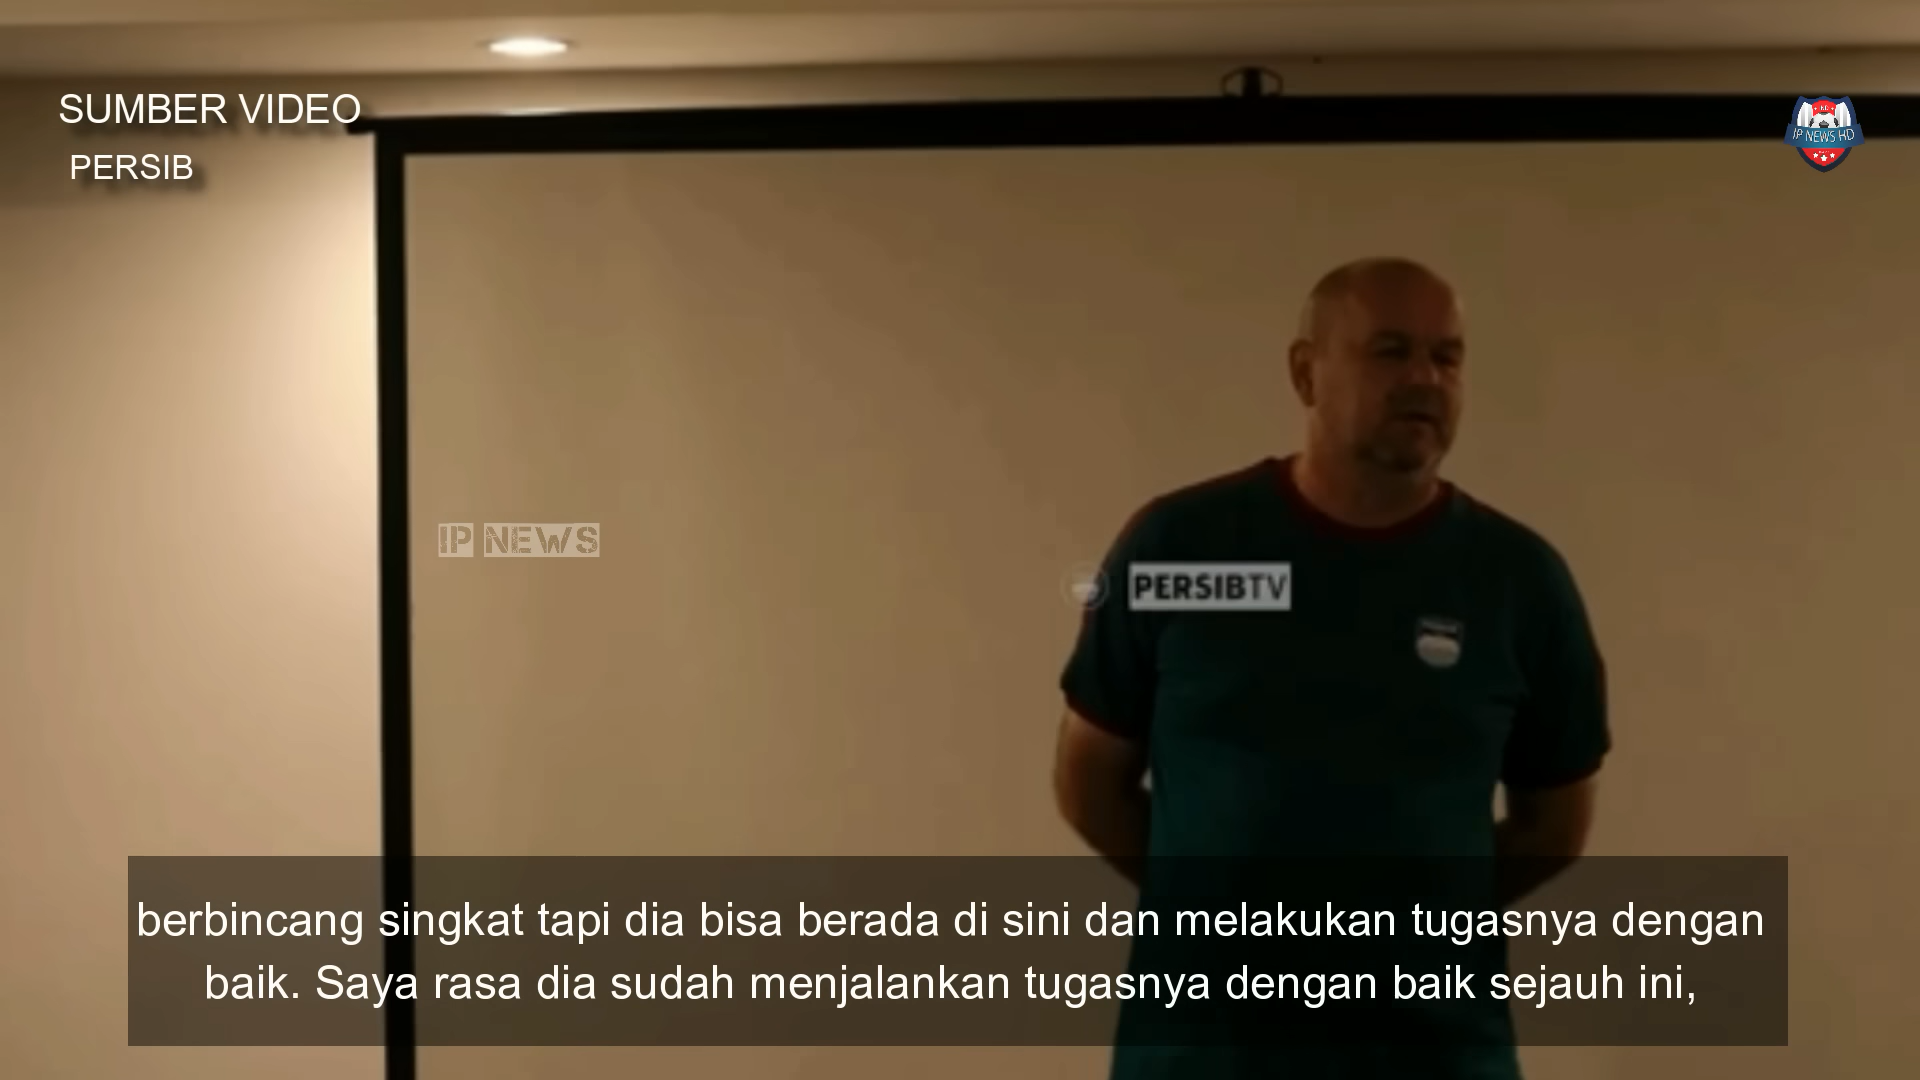 SUMBER VIDEO
PERSIB
IP NEWS HD
IP NEWS
PERSIBTV
berbincang singkat tapi dia bisa berada di sini dan melakukan tugasnya dengan
baik. Saya rasa dia sudah menjalankan tugasnya dengan baik sejauh ini,